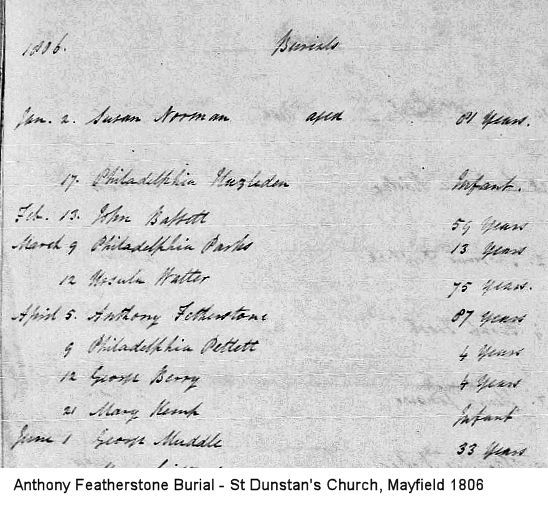 1806. Burials
Jan. 2. Susan Norman aged 81 Years.
17. Philadelphia Hazleden Infant.
Feb. 13. John Bassett 59 Years
March 9 Philadelphia Parks 13 Years
12 Ursula Walter 75 Years.
April 5. Anthony Fetherstone 87 Years
9 Philadelphia Pettett 4 Years
12 George Berry 4 Years
21 Mary Kemp Infant
June 1 George Muddle 33 Years
Anthony Featherstone Burial - St Dunstan's Church, Mayfield 1806